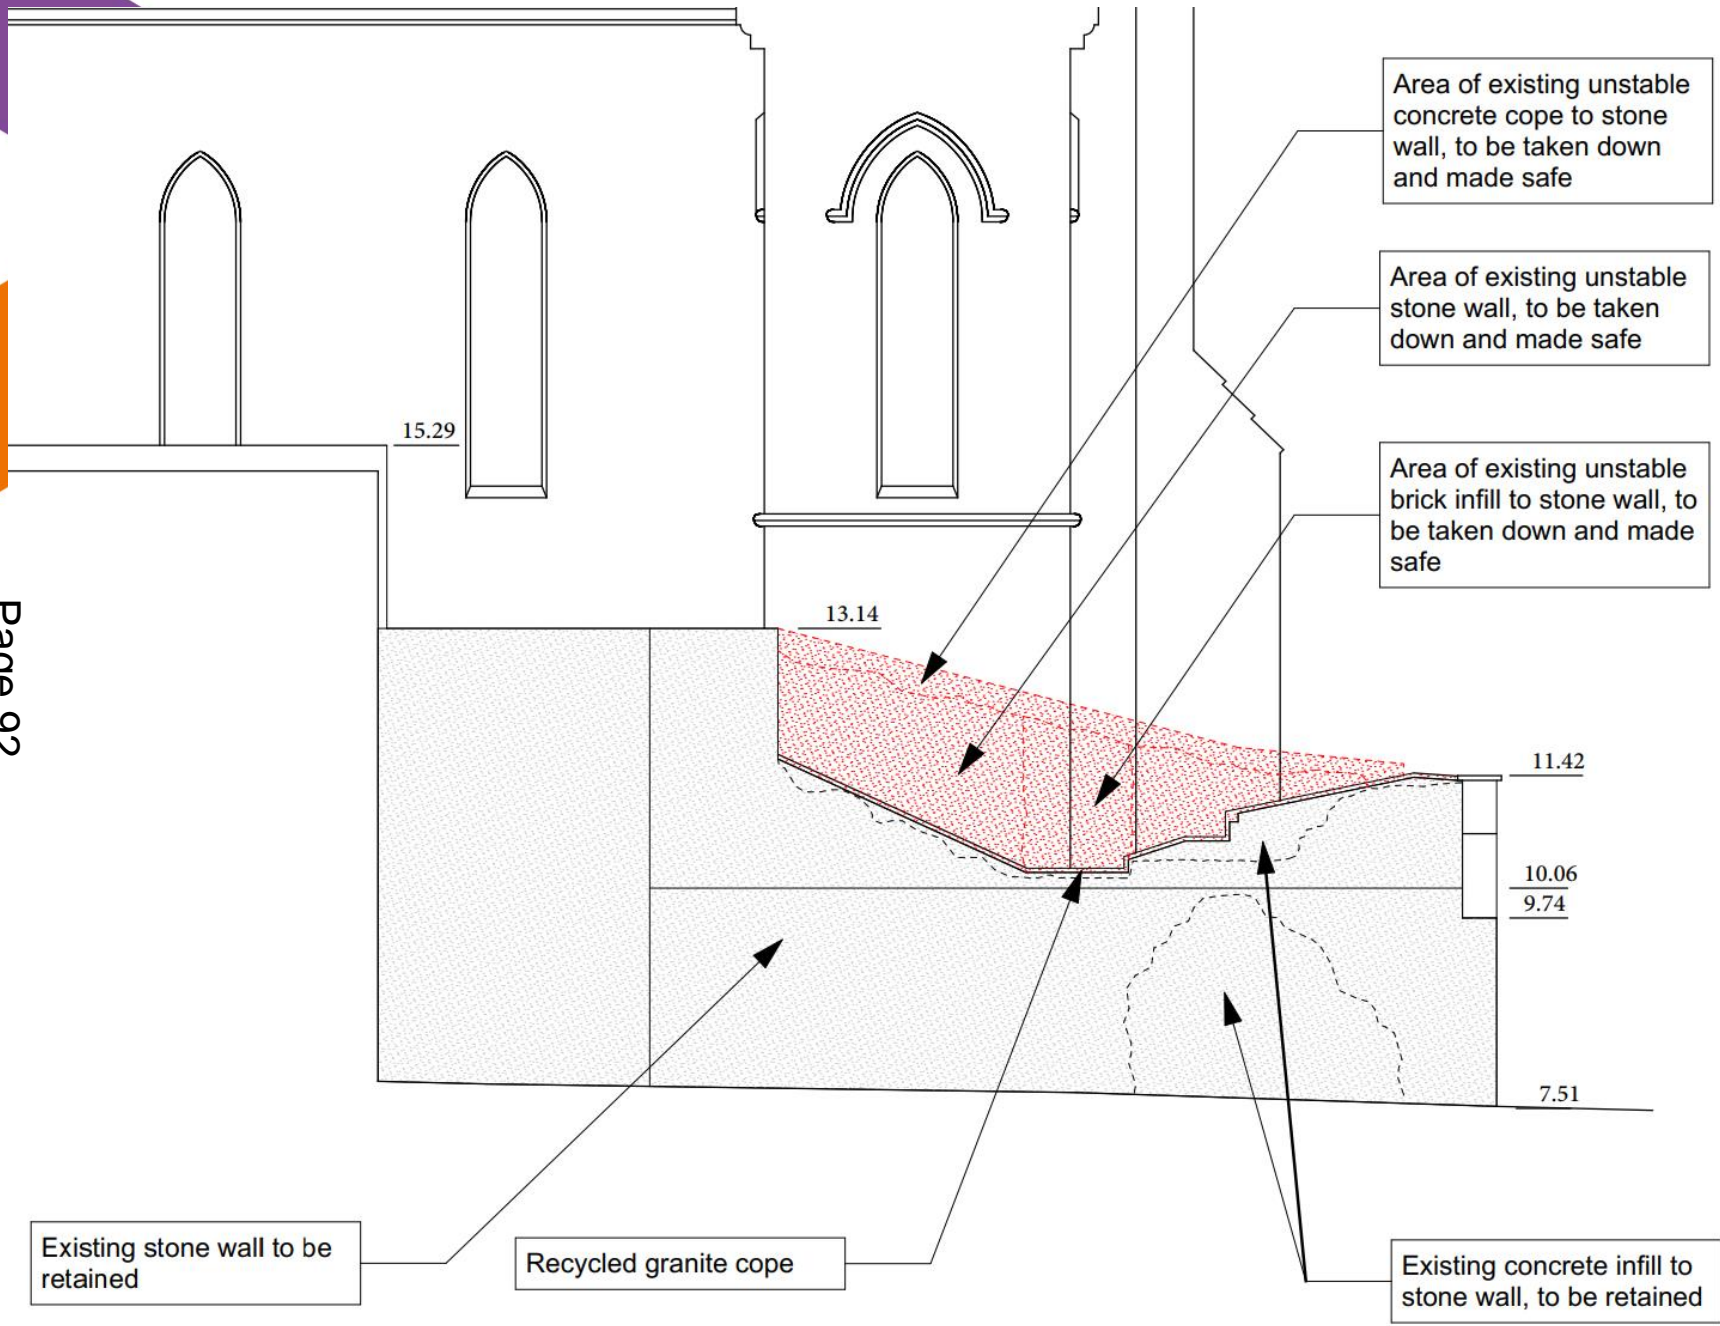 Area of existing unstable
concrete cope to stone
wall, to be taken down
and made safe
Area of existing unstable
stone wall, to be taken
down and made safe
15.29
Area of existing unstable
brick infill to stone wall, to
be taken down and made
safe
Page 92
13.14
11.42
10.06
9.74
7.51
Existing stone wall to be
retained
Recycled granite cope
Existing concrete infill to
stone wall, to be retained